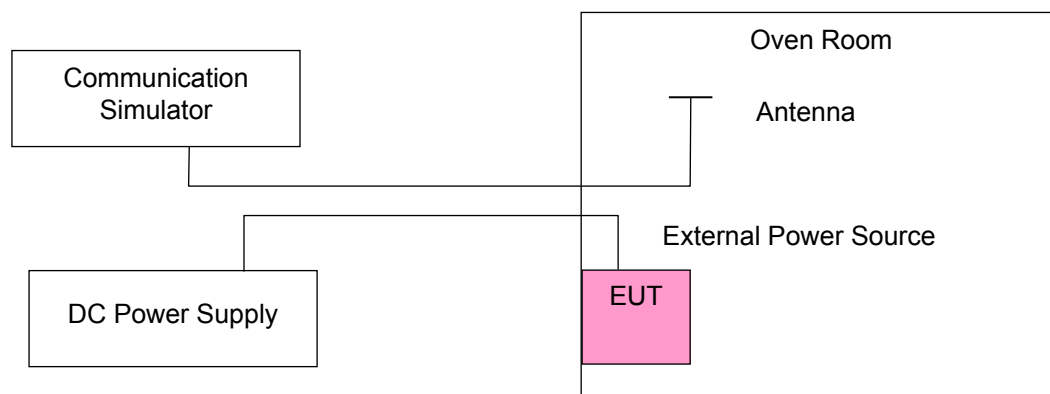 Oven Room
Communication
Simulator
Antenna
External Power Source
EUT
DC Power Supply